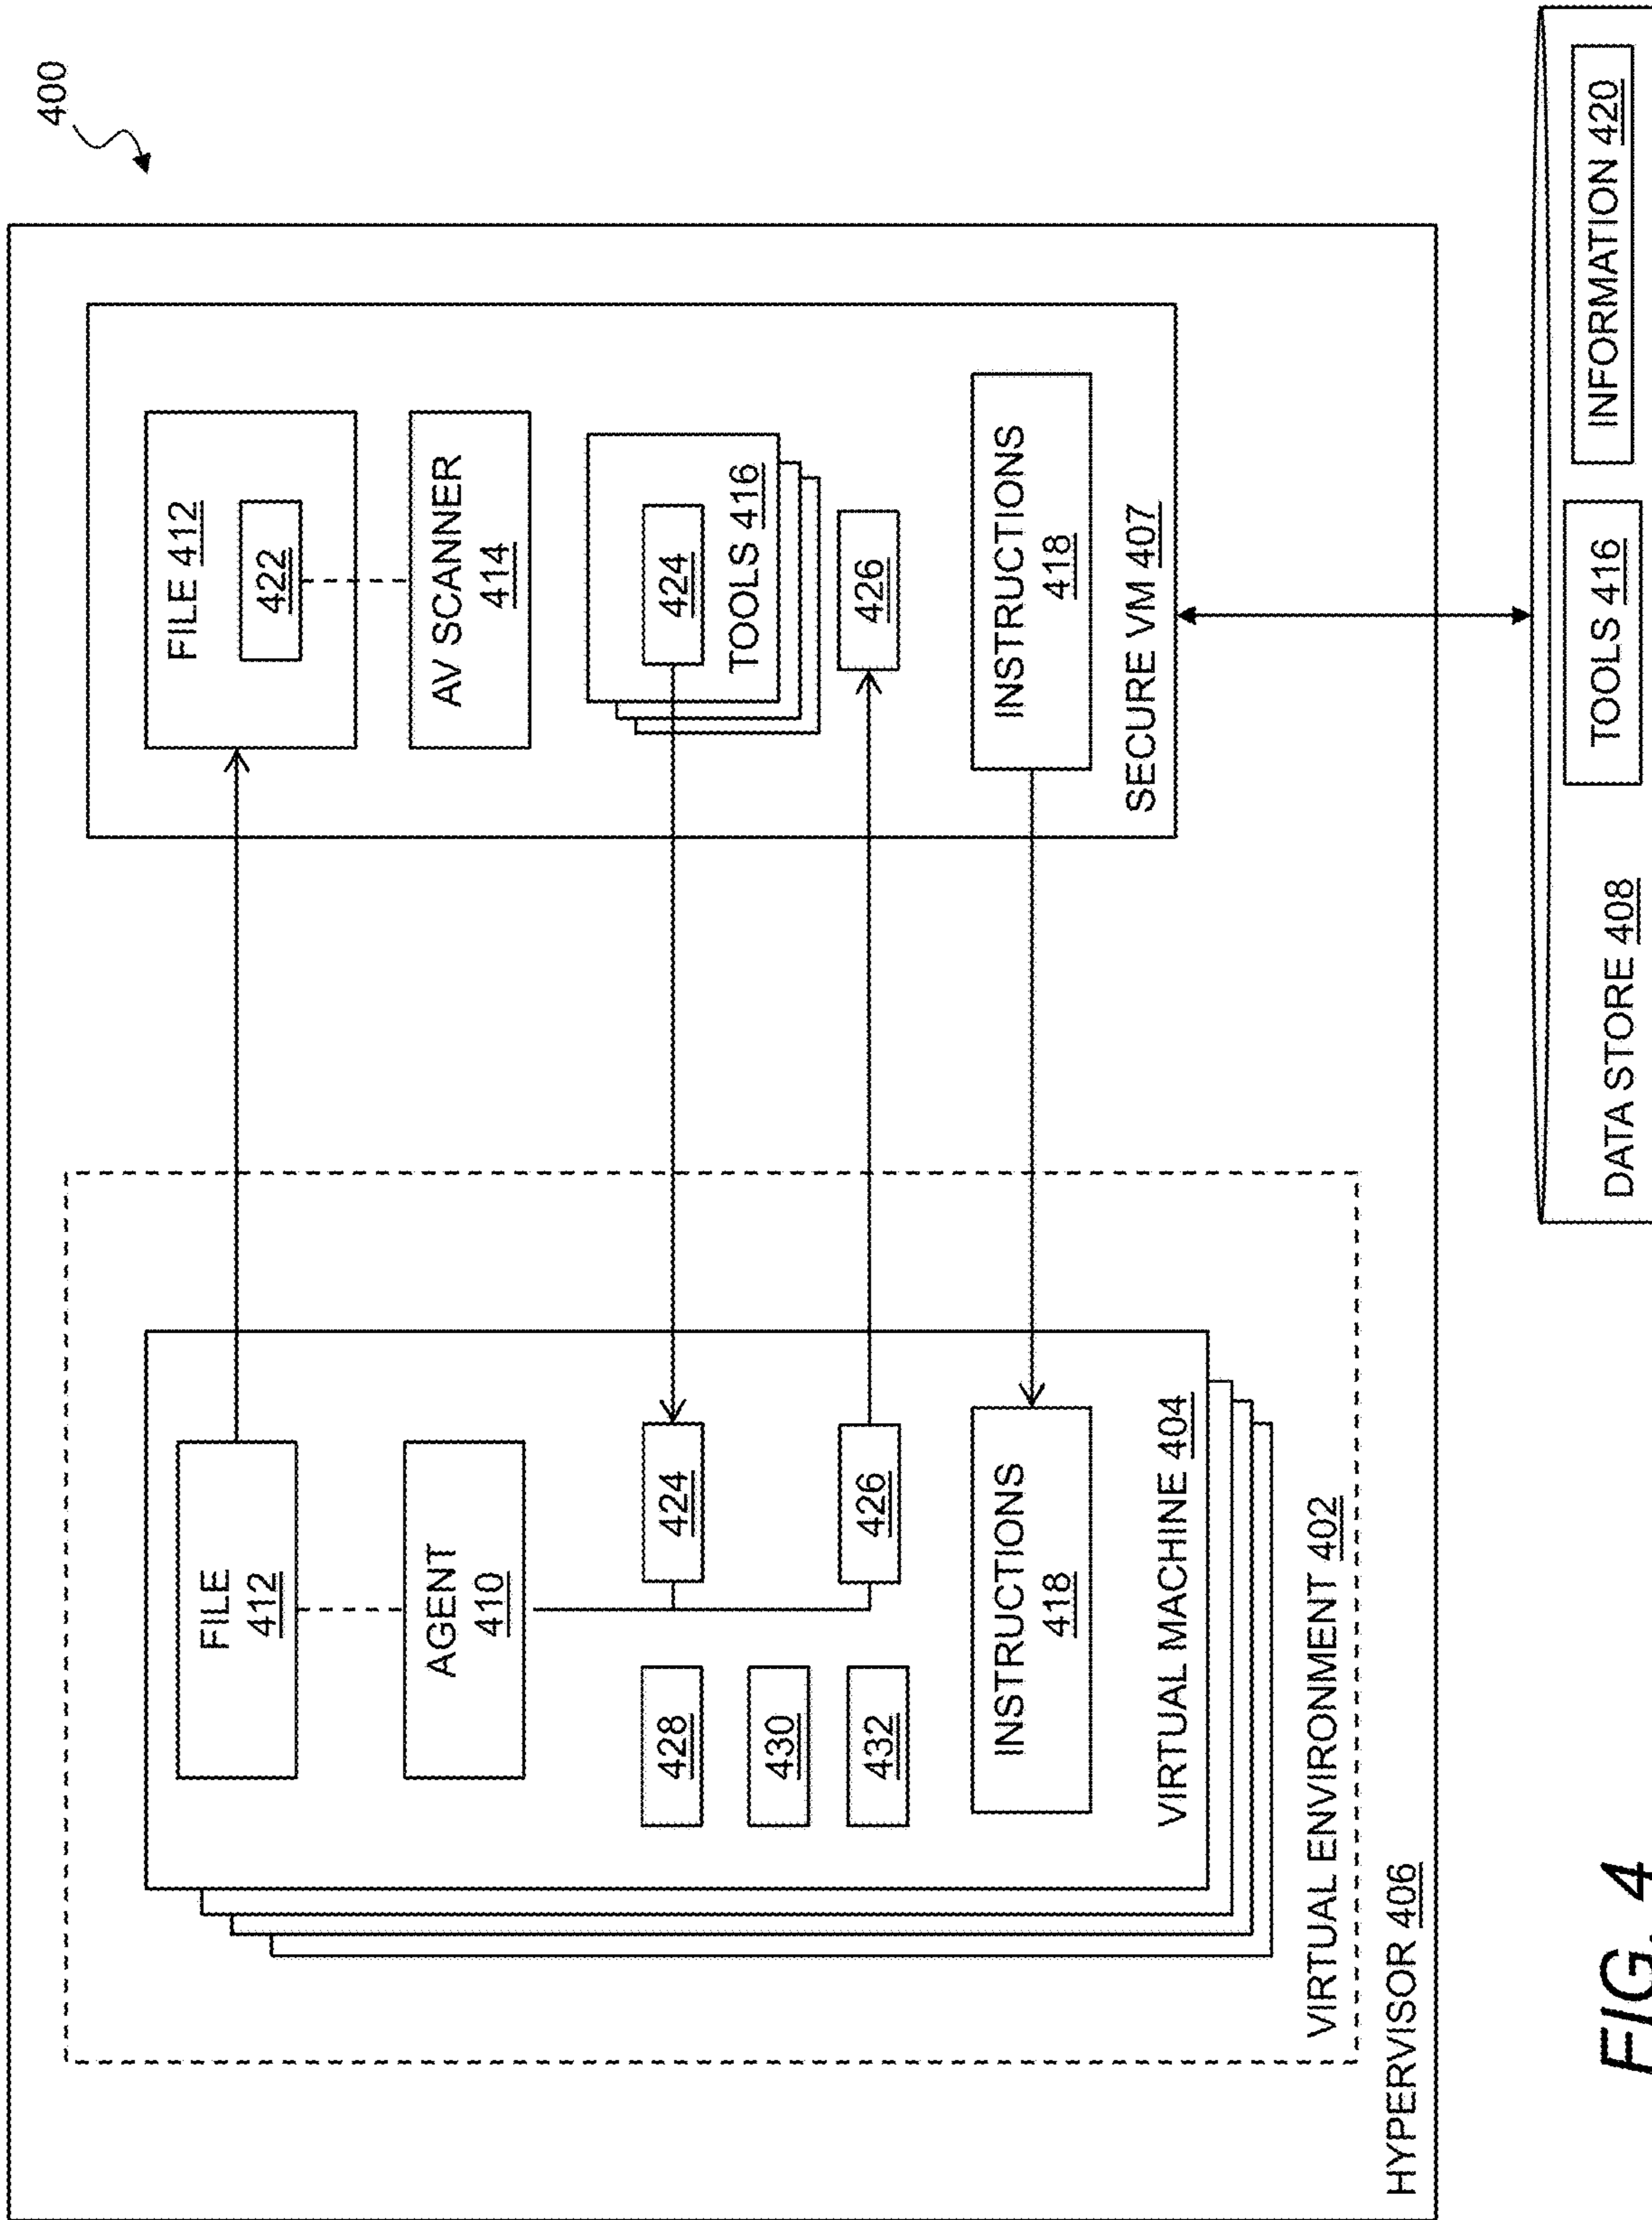 400
FILE
412
AGENT
410
428
430
432
424
426
INSTRUCTIONS
418
VIRTUAL MACHINE 404
VIRTUAL ENVIRONMENT 402
HYPERVISOR 406
FILE 412
422
AV SCANNER
414
424
TOOLS 416
426
INSTRUCTIONS
418
SECURE VM 407
DATA STORE 408
TOOLS 416
INFORMATION 420
FIG. 4